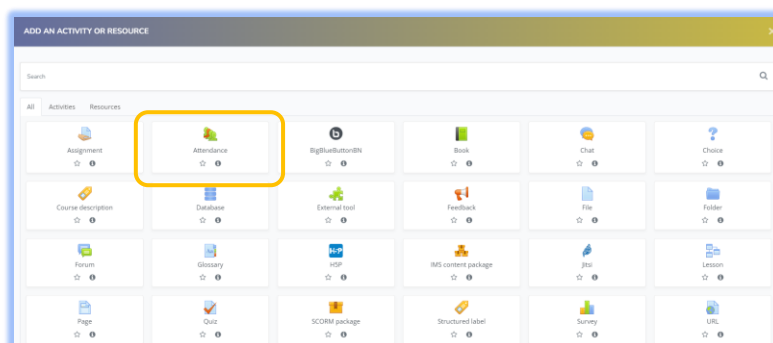 ADD AN ACTIVITY OR RESOURCE
Search
All Activities Resources
Assignment Attendance BigBlueButtonBN Book Chat Choice
Course description Database External tool Feedback File Folder
Forum Glossary H5P IMS content package Jitsi Lesson
Page Quiz SCORM package Structured label Survey URL